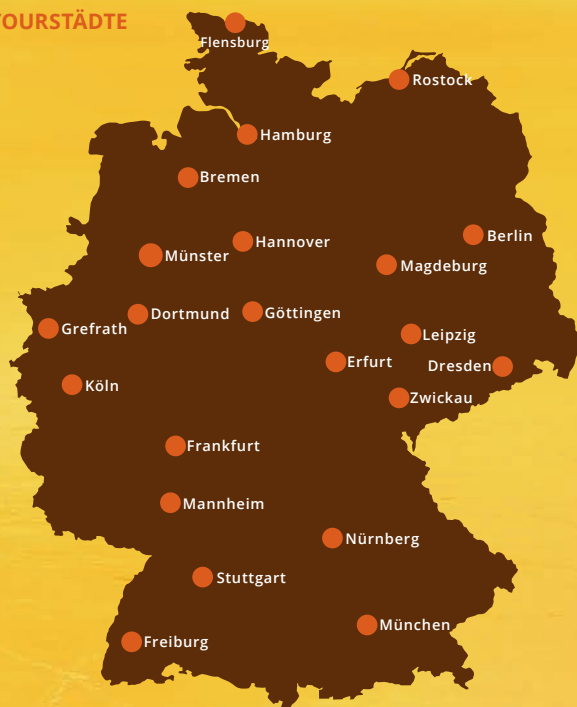 TOURSTÄDTE
Flensburg
Rostock
Hamburg
Bremen
Berlin
Hannover
Münster
Magdeburg
Göttingen
Dortmund
Grefrath
Leipzig
Erfurt
Dresden
Köln
Zwickau
Frankfurt
Mannheim
Nürnberg
Stuttgart
München
Freiburg